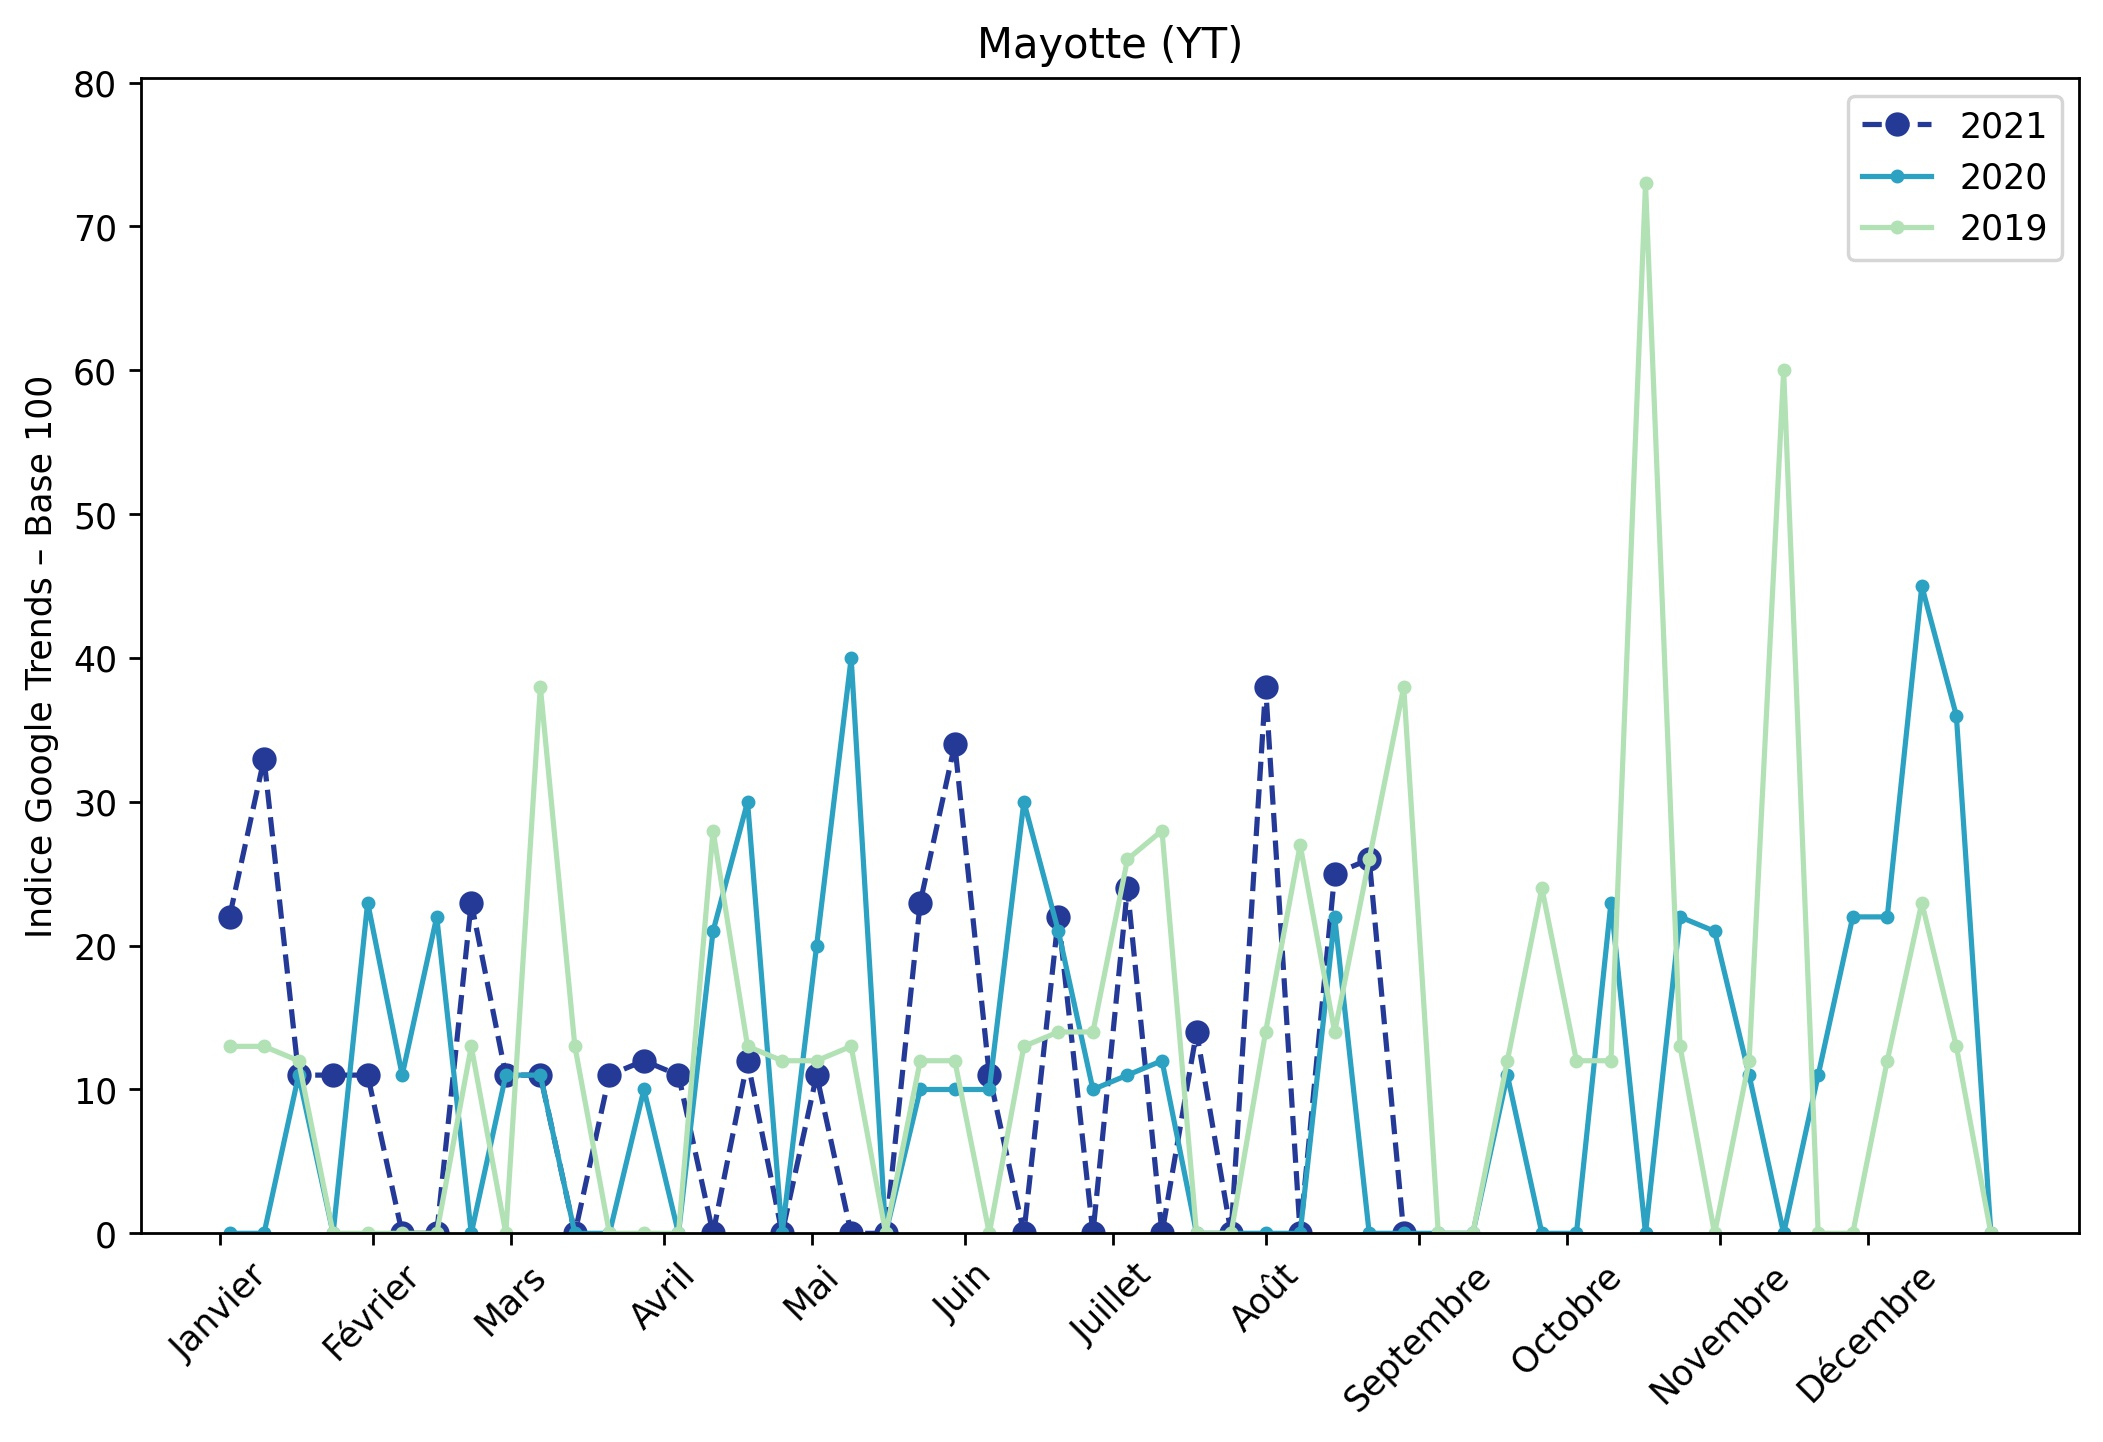 Mayotte (YT)
Indice Google Trends – Base 100
80
70
60
50
40
30
20
10
0
2021
2020
2019
Janvier
Février
Mars
Avril
Mai
Juin
Juillet
Août
Septembre
Octobre
Novembre
Décembre